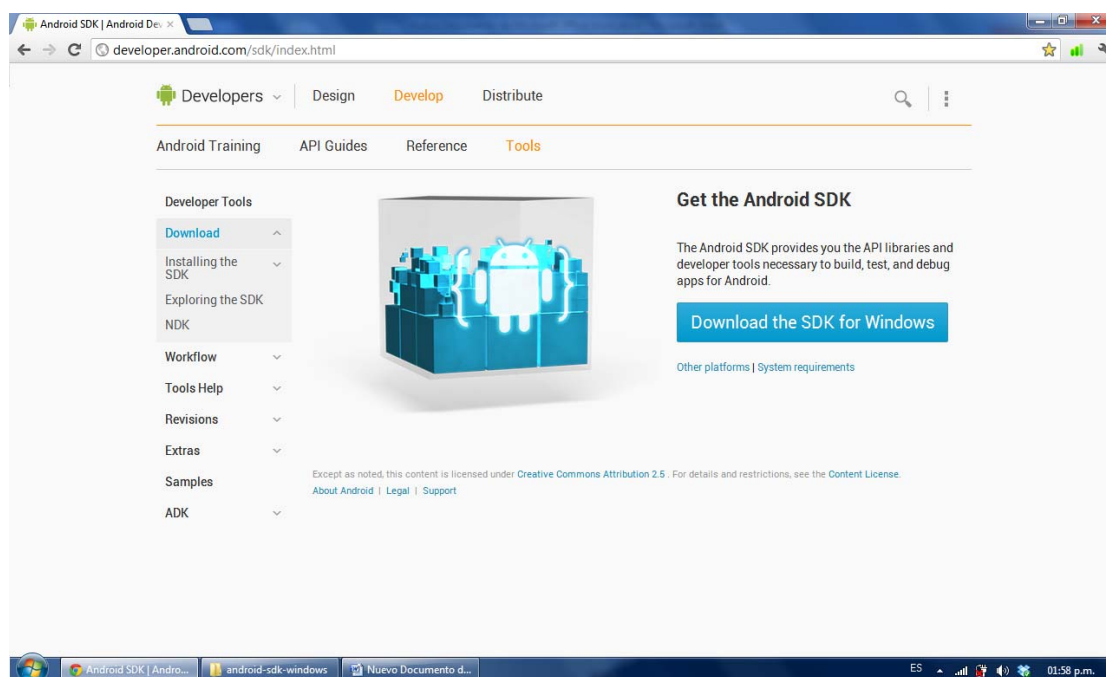 Android SDK | Android Dev
developer.android.com/sdk/index.html
Developers Design Develop Distribute
Android Training API Guides Reference Tools
Developer Tools
Download
Installing the
SDK
Exploring the SDK
NDK
Workflow
Tools Help
Revisions
Extras
Samples
ADK
Get the Android SDK
The Android SDK provides you the API libraries and
developer tools necessary to build, test, and debug
apps for Android.
Download the SDK for Windows
Other platforms | System requirements
Except as noted, this content is licensed under Creative Commons Attribution 2.5 . For details and restrictions, see the Content License.
About Android | Legal | Support
Android SDK | Andro... android-sdk-windows Nuevo Documento d... ES 01:58 p.m.